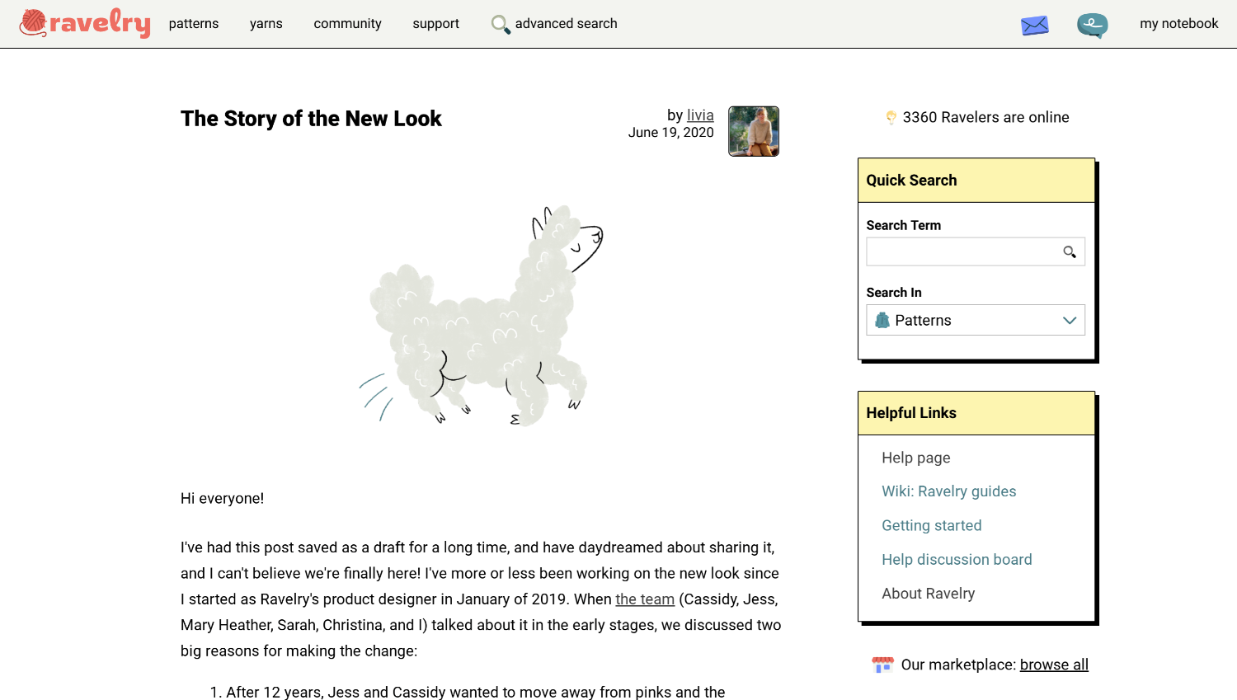 ravelry patterns yarns community support advanced search my notebook
The Story of the New Look
by livia
June 19, 2020
Hi everyone!
I've had this post saved as a draft for a long time, and have daydreamed about sharing it,
and I can't believe we're finally here! I've more or less been working on the new look since
I started as Ravelry's product designer in January of 2019. When the team (Cassidy, Jess,
Mary Heather, Sarah, Christina, and I) talked about it in the early stages, we discussed two
big reasons for making the change:
1. After 12 years, Jess and Cassidy wanted to move away from pinks and the
3360 Ravelers are online
Quick Search
Search Term
Search In
Patterns
Helpful Links
Help page
Wiki: Ravelry guides
Getting started
Help discussion board
About Ravelry
Our marketplace: browse all